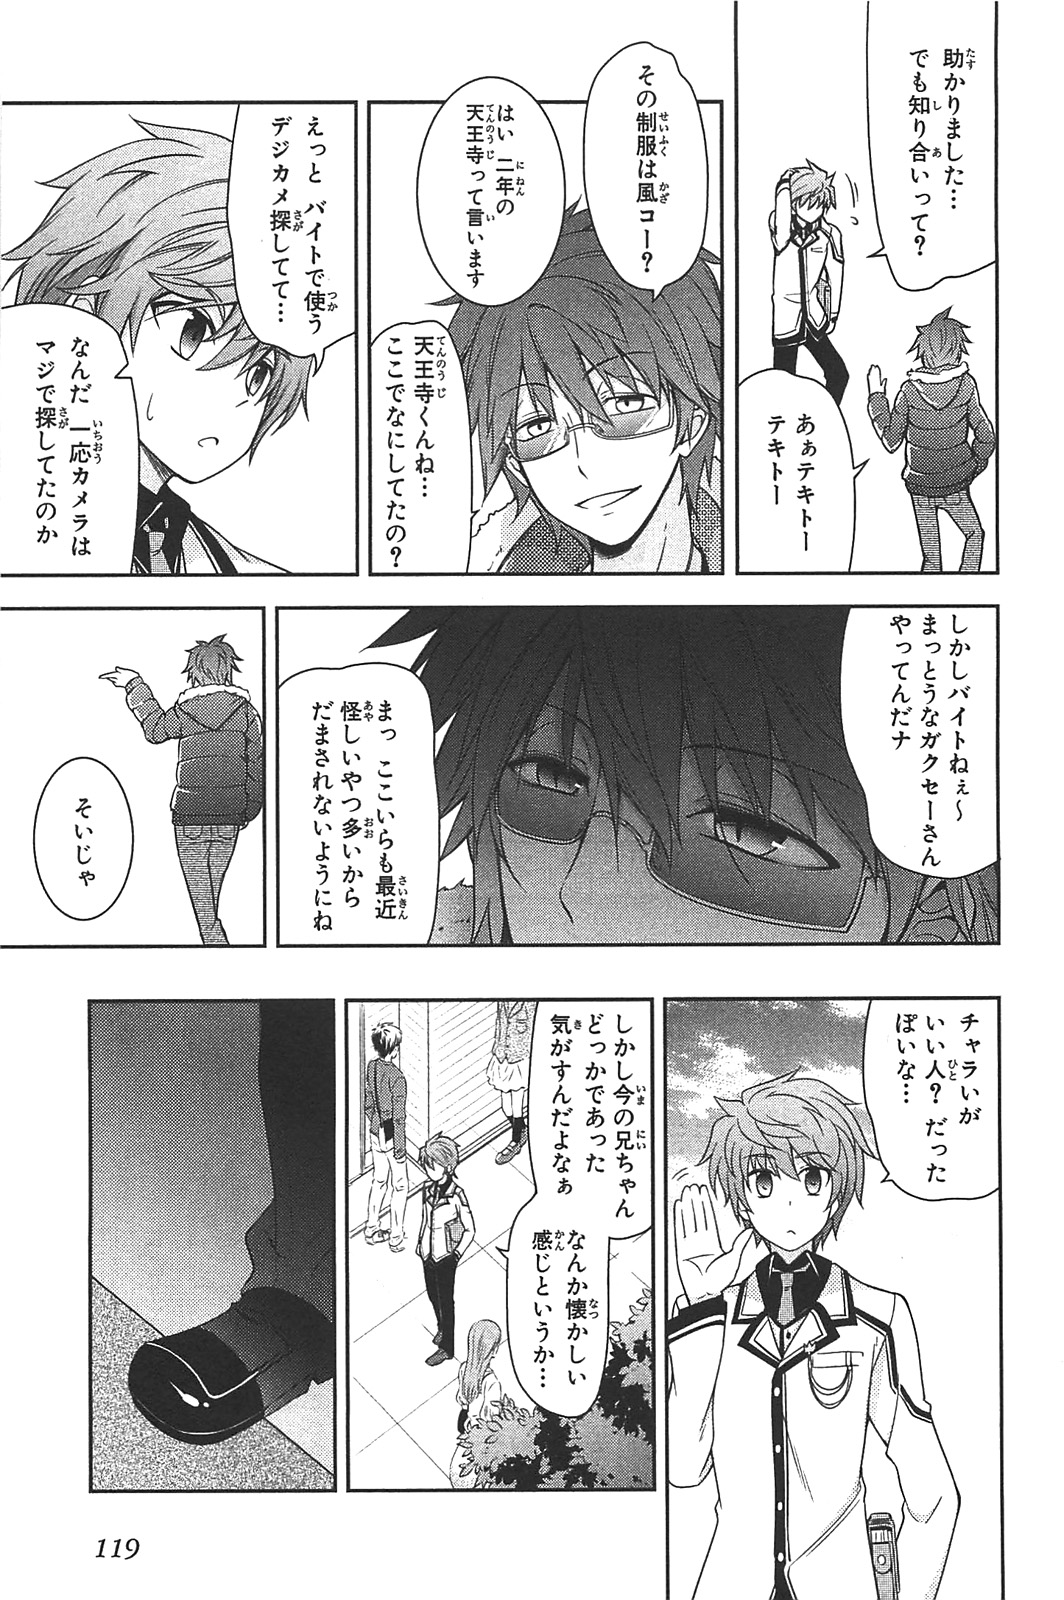 助かりました…
でも知り合いって？
あぁテキトー
テキトー
その制服は風コー？
はい 二年の
天王寺って言います
天王寺くんね…
ここでなにしてたの？
えっと バイトで使う
デジカメ探してて…
なんだ 一応カメラは
マジで探してたのか
しかしバイトねぇ〜
まっとうなガクセーさん
やってんだナ
まっ ここいらも最近
怪しいやつ多いから
だまされないようにね
そいじゃ
チャラいが
いい人？ だった
ぽいな…
しかし今の兄ちゃん
どっかであった
気がすんだよなぁ
なんか懐かしい
感じというか…
119